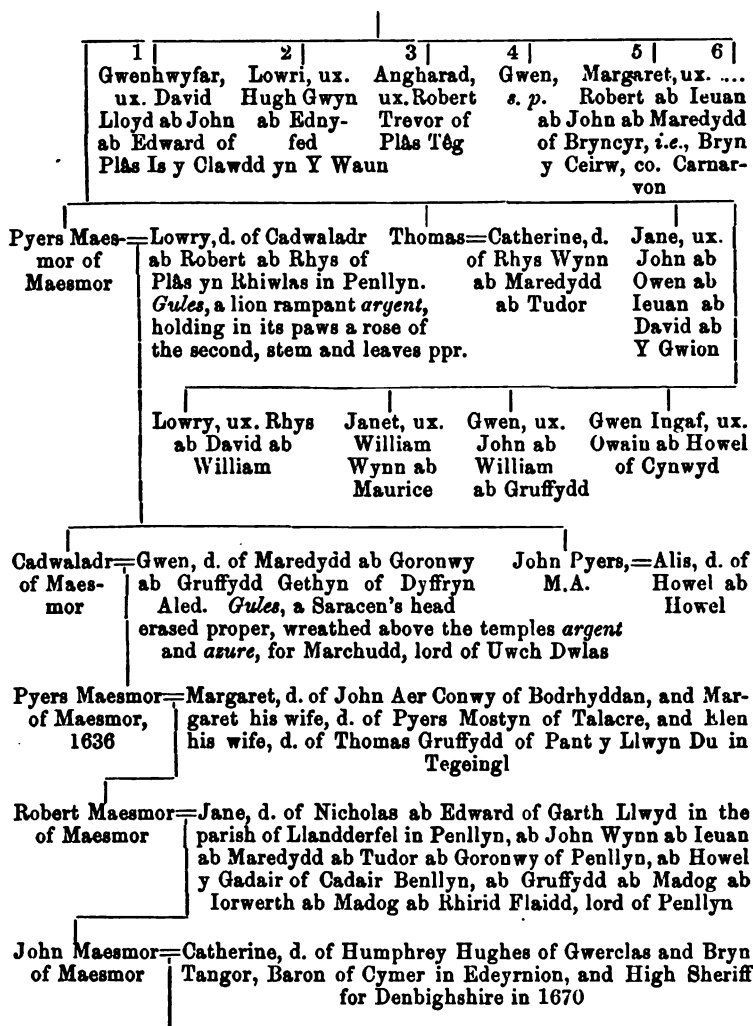 1 2 3 4 5 6
Gwenhwyfar,
ux. David
Lloyd ab John
ab Edward of
Plâs Is y Clawdd yn Y Waun
Lowri, ux.
Hugh Gwyn
ab Edny-
fed
Angharad,
ux. Robert
Trevor of
Plâs Têg
Gwen,
s. p.
Margaret, ux. ....
Robert ab Ieuan
ab John ab Maredydd
of Bryncyr, i.e., Bryn
y Ceirw, co. Carnar-
von
Pyers Maes-
mor of
Maesmor
=Lowry, d. of Cadwaladr
ab Robert ab Rhys of
Plâs yn Rhiwlas in Penllyn.
Gules, a lion rampant argent,
holding in its paws a rose of
the second, stem and leaves ppr.
Thomas=Catherine, d.
of Rhys Wynn
ab Maredydd
ab Tudor
Jane, ux.
John ab
Owen ab
Ieuan ab
David ab
Y Gwion
Lowry, ux. Rhys
ab David ab
William
Janet, ux.
William
Wynn ab
Maurice
Gwen, ux.
John ab
William
ab Gruffydd
Gwen Ingaf, ux.
Owain ab Howel
of Cynwyd
Cadwaladr
of Maes-
mor
=Gwen, d. of Maredydd ab Goronwy
ab Gruffydd Gethyn of Dyffryn
Aled. Gules, a Saracen's head
erased proper, wreathed above the temples argent
and azure, for Marchudd, lord of Uwch Dwlas
John Pyers,
M.A.
=Alis, d. of
Howel ab
Howel
Pyers Maesmor
of Maesmor,
1636
=Margaret, d. of John Aer Conwy of Bodrhyddan, and Mar-
garet his wife, d. of Pyers Mostyn of Talacre, and Elen
his wife, d. of Thomas Gruffydd of Pant y Llwyn Du in
Tegeingl
Robert Maesmor
of Maesmor
=Jane, d. of Nicholas ab Edward of Garth Llwyd in the
parish of Llandderfel in Penllyn, ab John Wynn ab Ieuan
ab Maredydd ab Tudor ab Goronwy of Penllyn, ab Howel
y Gadair of Cadair Benllyn, ab Gruffydd ab Madog ab
Iorwerth ab Madog ab Rhirid Flaidd, lord of Penllyn
John Maesmor
of Maesmor
=Catherine, d. of Humphrey Hughes of Gwerclas and Bryn
Tangor, Baron of Cymer in Edeyrnion, and High Sheriff
for Denbighshire in 1670